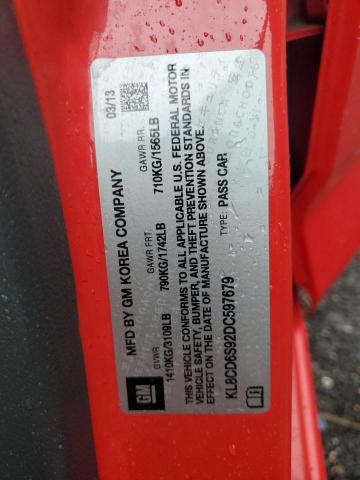 GM
MFD BY GM KOREA COMPANY
03/13
GVWR
GAWR FRT.
GAWR RR.
1410KG/3109LB
790KG/1742LB
710KG/1565LB
THIS VEHICLE CONFORMS TO ALL APPLICABLE U.S. FEDERAL MOTOR
VEHICLE SAFETY, BUMPER, AND THEFT PREVENTION STANDARDS IN
EFFECT ON THE DATE OF MANUFACTURE SHOWN ABOVE.
KL8CD6S92DC597679
TYPE: PASS CAR